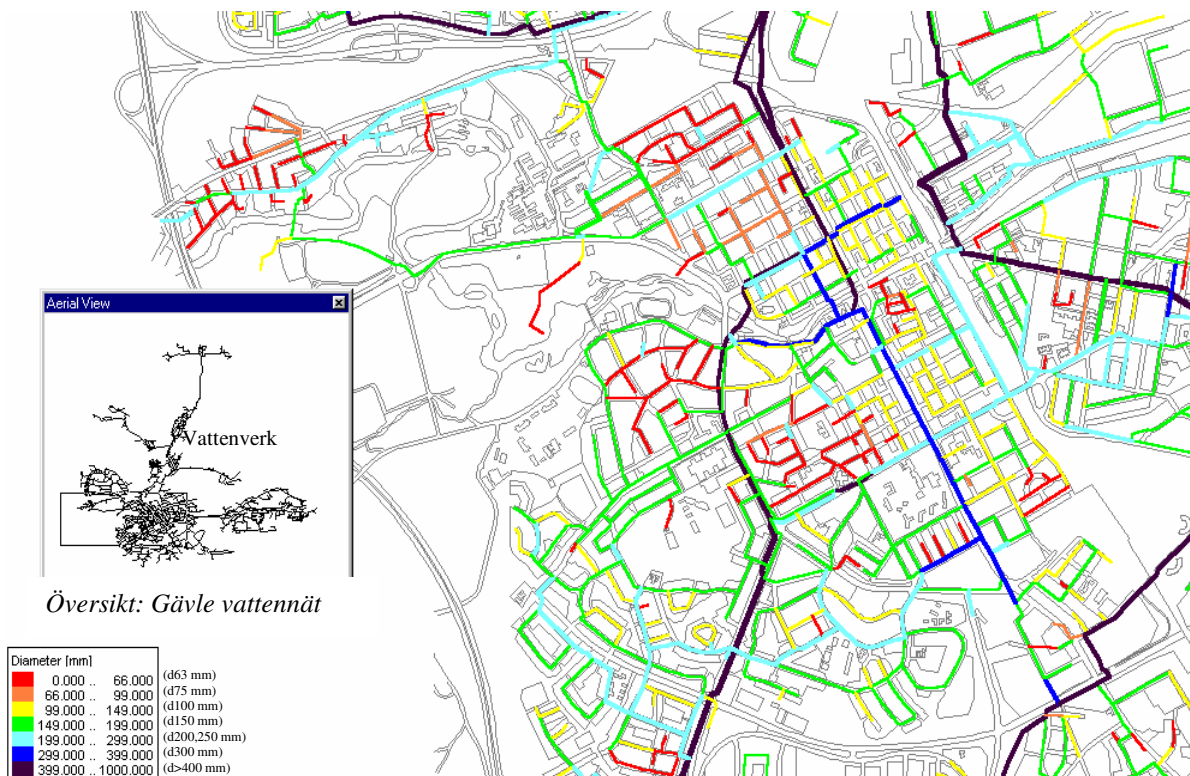 Aerial View
Vattenverk
Översikt: Gävle vattennät
Diameter [mm]
0.000 .. 66.000 (d63 mm)
66.000 .. 99.000 (d75 mm)
99.000 .. 149.000 (d100 mm)
149.000 .. 199.000 (d150 mm)
199.000 .. 299.000 (d200,250 mm)
299.000 .. 399.000 (d300 mm)
399.000 .. 1000.000 (d>400 mm)